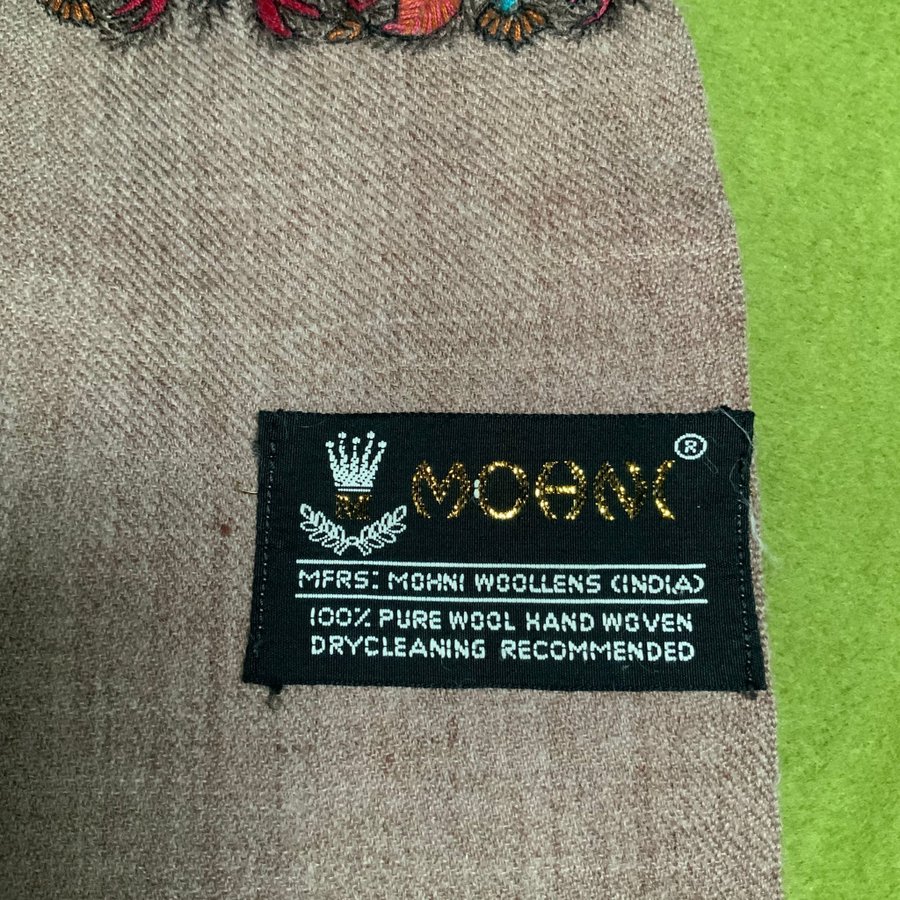 MOHNI ®
MFRS: MOHNI WOOLLENS (INDIA)
100% PURE WOOL HAND WOVEN
DRYCLEANING RECOMMENDED